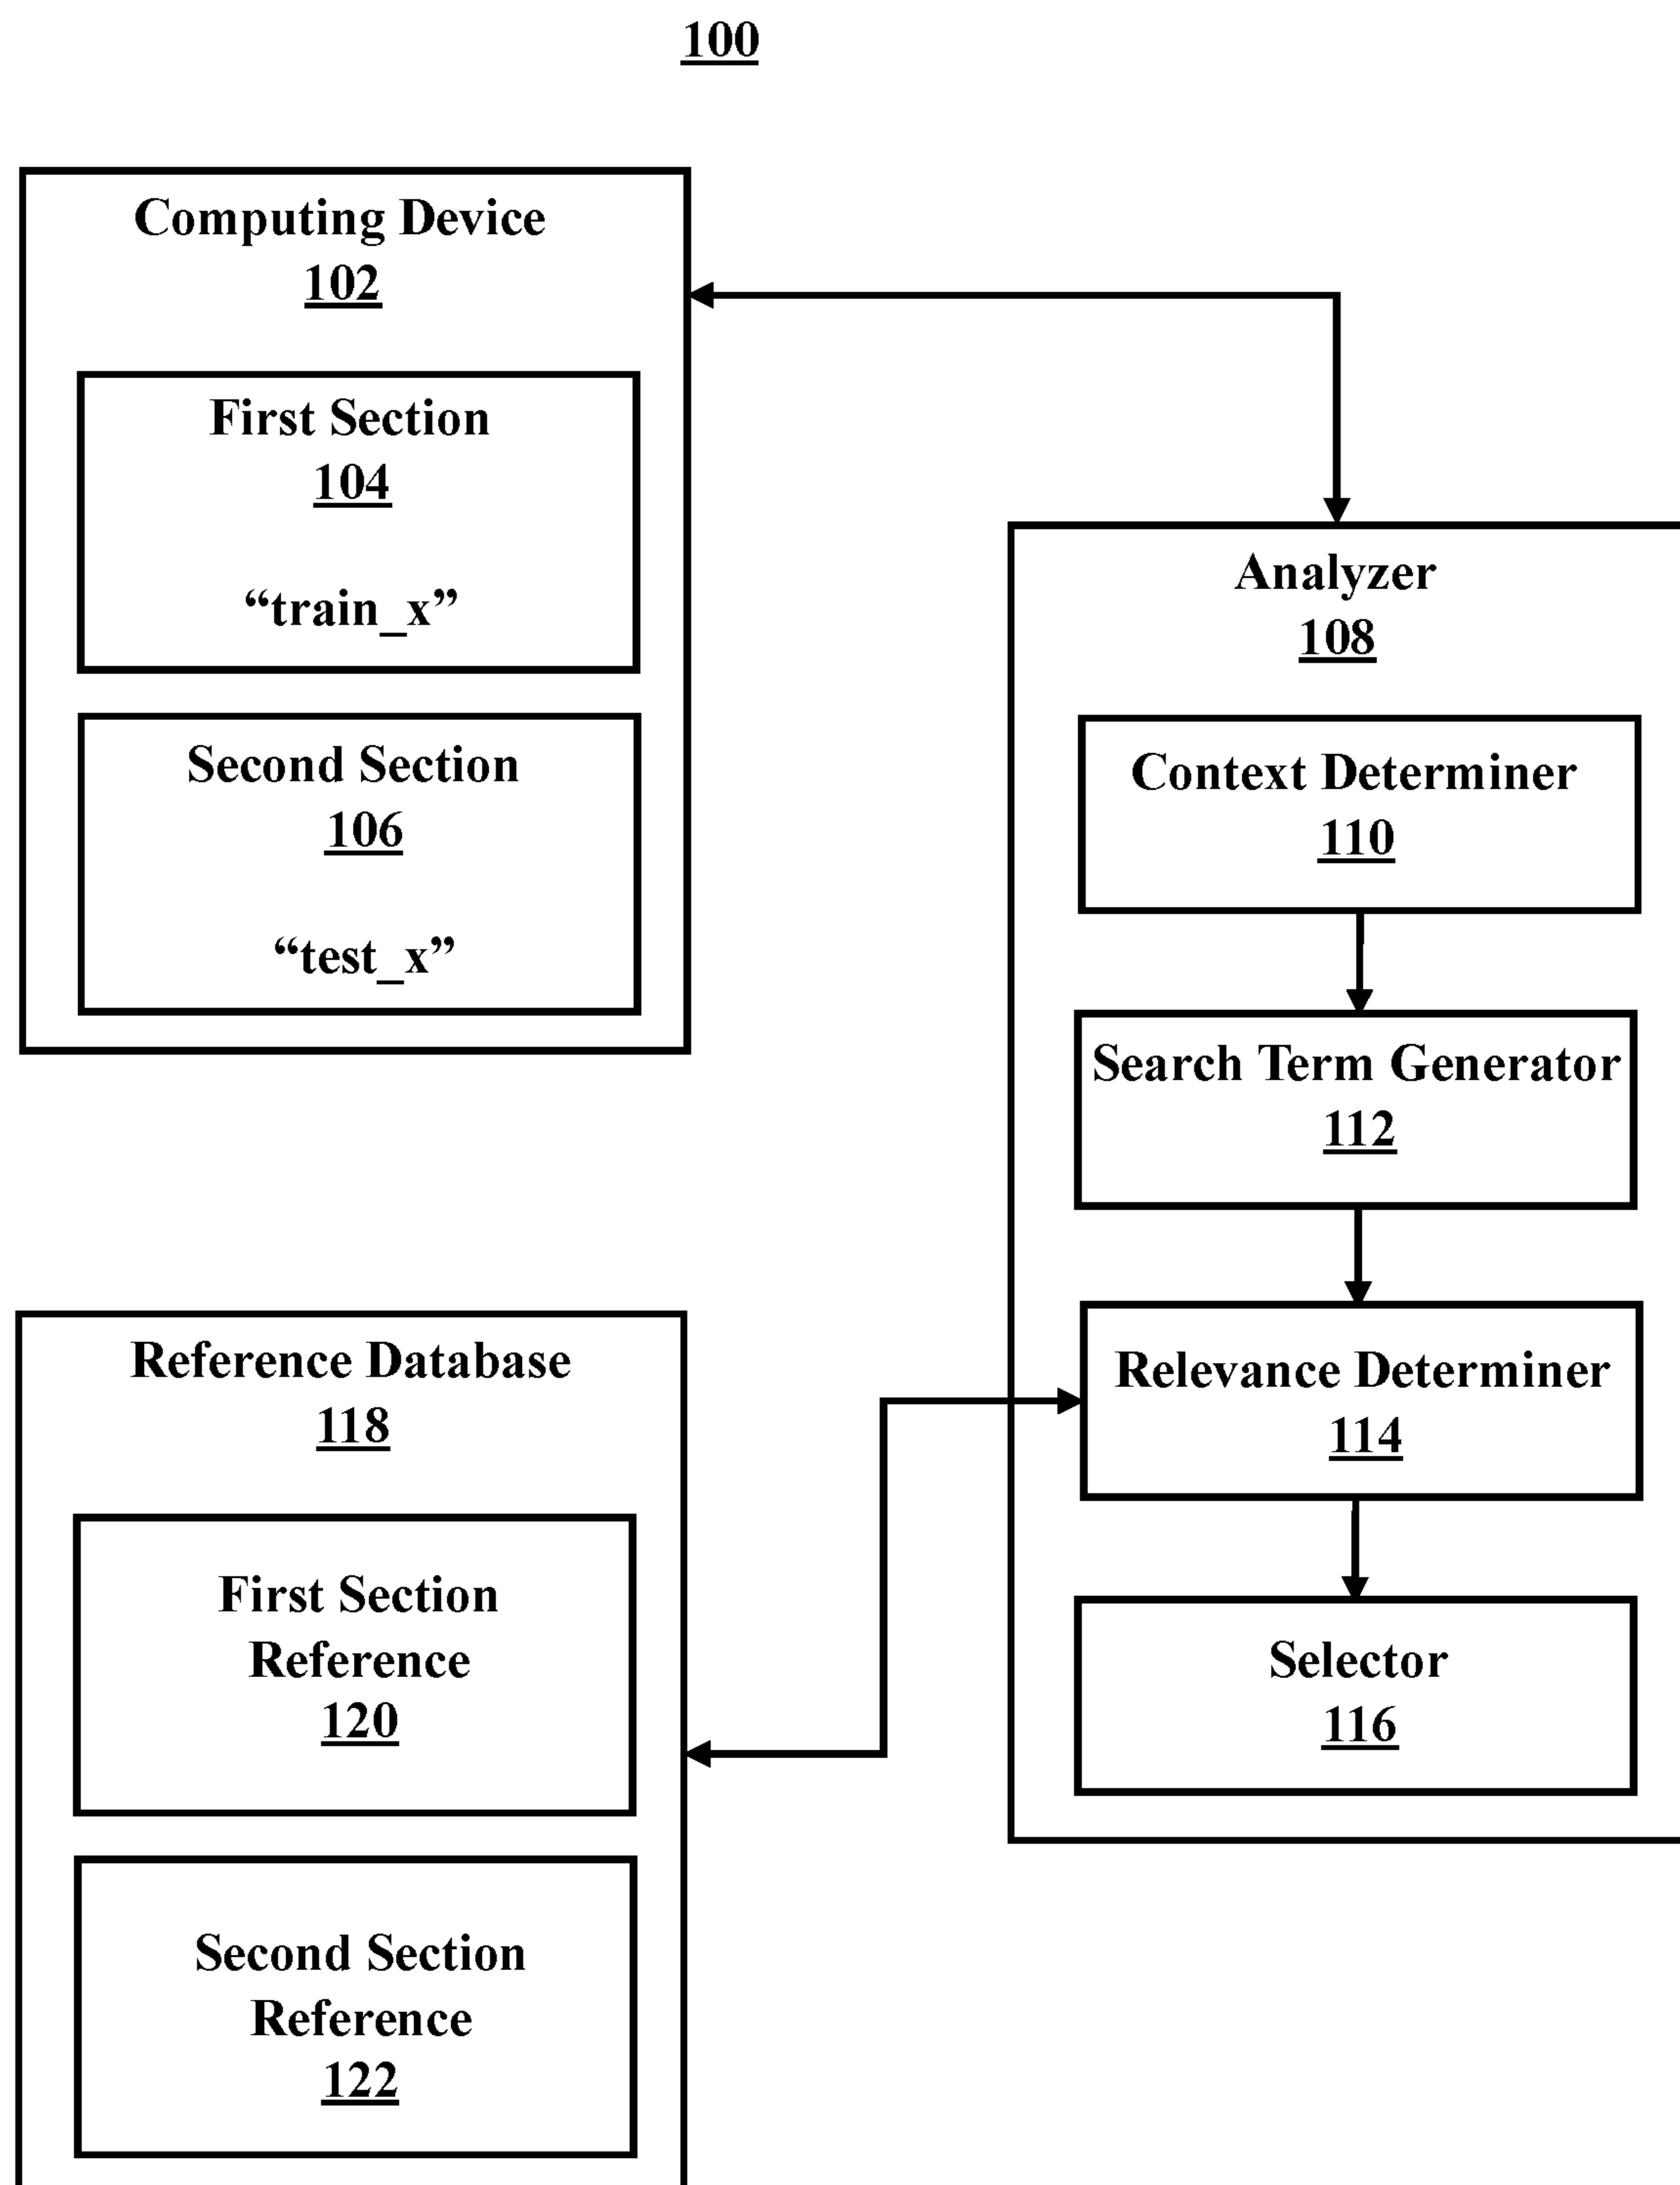 100
Computing Device
102
First Section
104
“train_x”
Second Section
106
“test_x”
Analyzer
108
Context Determiner
110
Search Term Generator
112
Relevance Determiner
114
Selector
116
Reference Database
118
First Section
Reference
120
Second Section
Reference
122